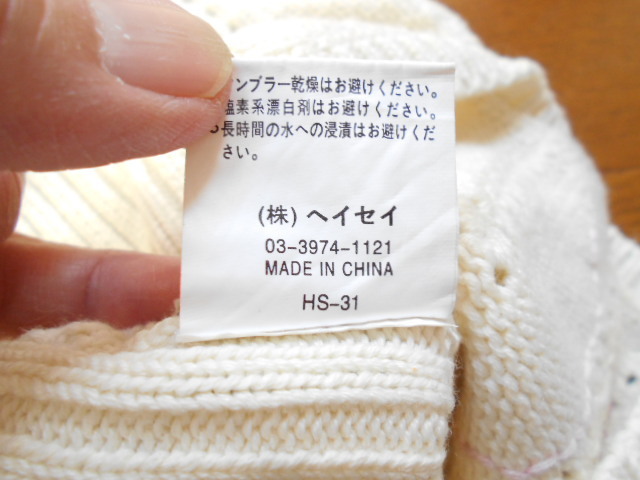 ンブラー乾燥はお避けください。
塩素系漂白剤はお避けください。
長時間の水への浸漬はお避けくだ
さい。
(株) ヘイセイ
03-3974-1121
MADE IN CHINA
HS-31